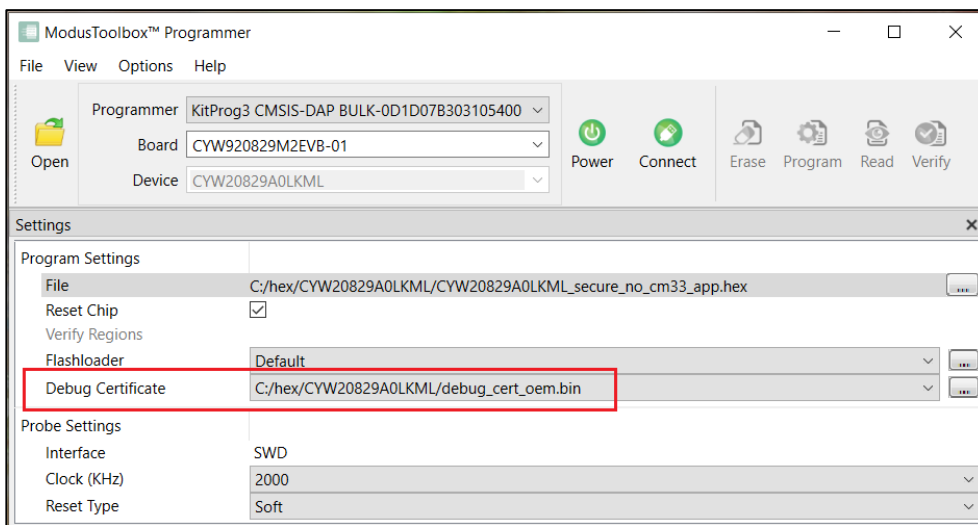 ModusToolbox™ Programmer
File View Options Help
Open
Programmer KitProg3 CMSIS-DAP BULK-0D1D07B303105400
Board CYW920829M2EVB-01
Device CYW20829A0LKML
Power Connect Erase Program Read Verify
Settings
Program Settings
File C:/hex/CYW20829A0LKML/CYW20829A0LKML_secure_no_cm33_app.hex ...
Reset Chip
Verify Regions
Flashloader Default ...
Debug Certificate C:/hex/CYW20829A0LKML/debug_cert_oem.bin ...
Probe Settings
Interface SWD
Clock (KHz) 2000
Reset Type Soft